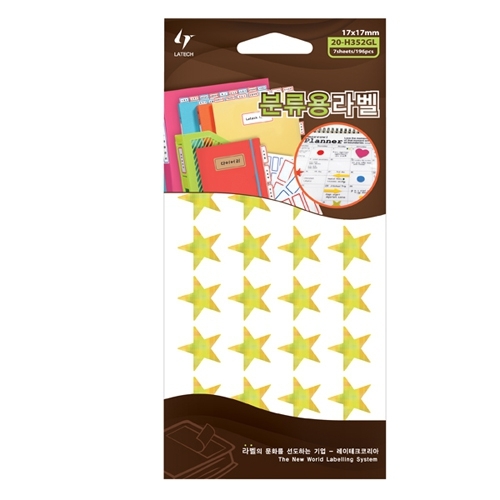 LATECH
17x17mm
20-H352GL
7sheets/196pcs
분류용라벨
Planner
라벨의 문화를 선도하는 기업 - 레이테크코리아
The New World Labelling System